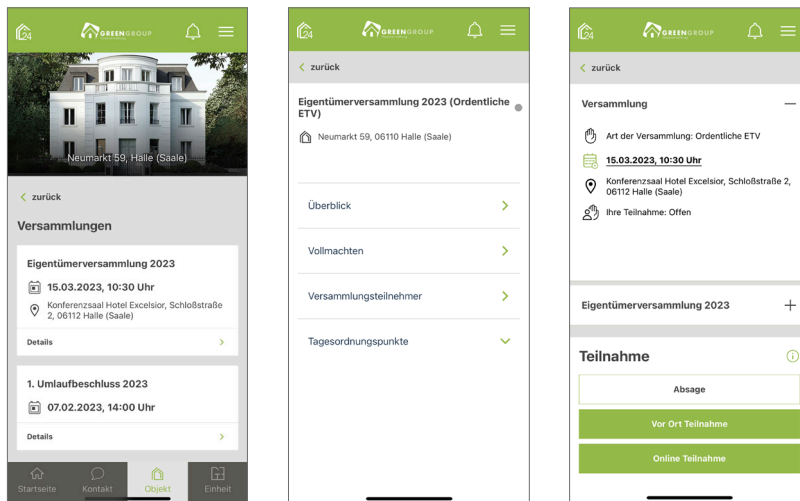 24
GREENGROUP
Neumarkt 59, Halle (Saale)
zurück
Versammlungen
Eigentümerversammlung 2023
15.03.2023, 10:30 Uhr
Konferenzsaal Hotel Excelsior, Schloßstraße
2, 06112 Halle (Saale)
Details
1. Umlaufbeschluss 2023
07.02.2023, 14:00 Uhr
Details
Startseite
Kontakt
Objekt
Einheit
24
GREENGROUP
zurück
Eigentümerversammlung 2023 (Ordentliche
ETV)
Neumarkt 59, 06110 Halle (Saale)
Überblick
Vollmachten
Versammlungsteilnehmer
Tagesordnungspunkte
24
GREENGROUP
zurück
Versammlung
Art der Versammlung: Ordentliche ETV
15.03.2023, 10:30 Uhr
Konferenzsaal Hotel Excelsior, Schloßstraße 2,
06112 Halle (Saale)
Ihre Teilnahme: Offen
Eigentümerversammlung 2023
Teilnahme
Absage
Vor Ort Teilnahme
Online Teilnahme